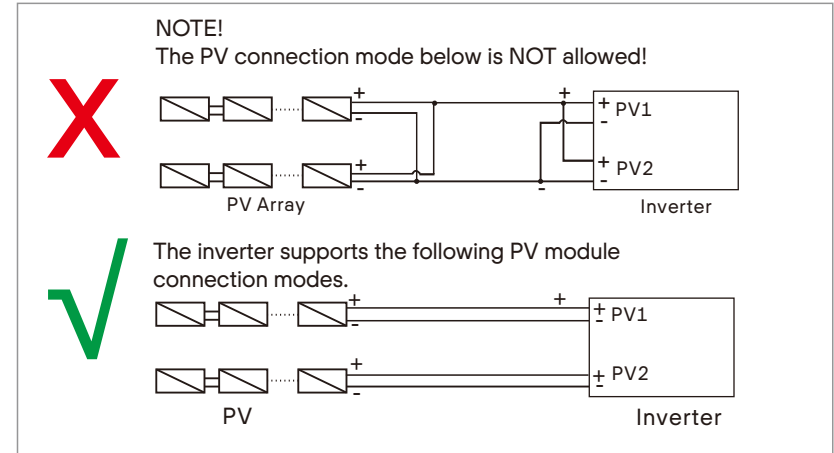 NOTE!
The PV connection mode below is NOT allowed!
X
+ +
+ PV1
-
-
+
+ PV2
-
- -
PV Array
Inverter
√
The inverter supports the following PV module
connection modes.
+ +
+ PV1
-
-
+
+ PV2
-
-
PV
Inverter